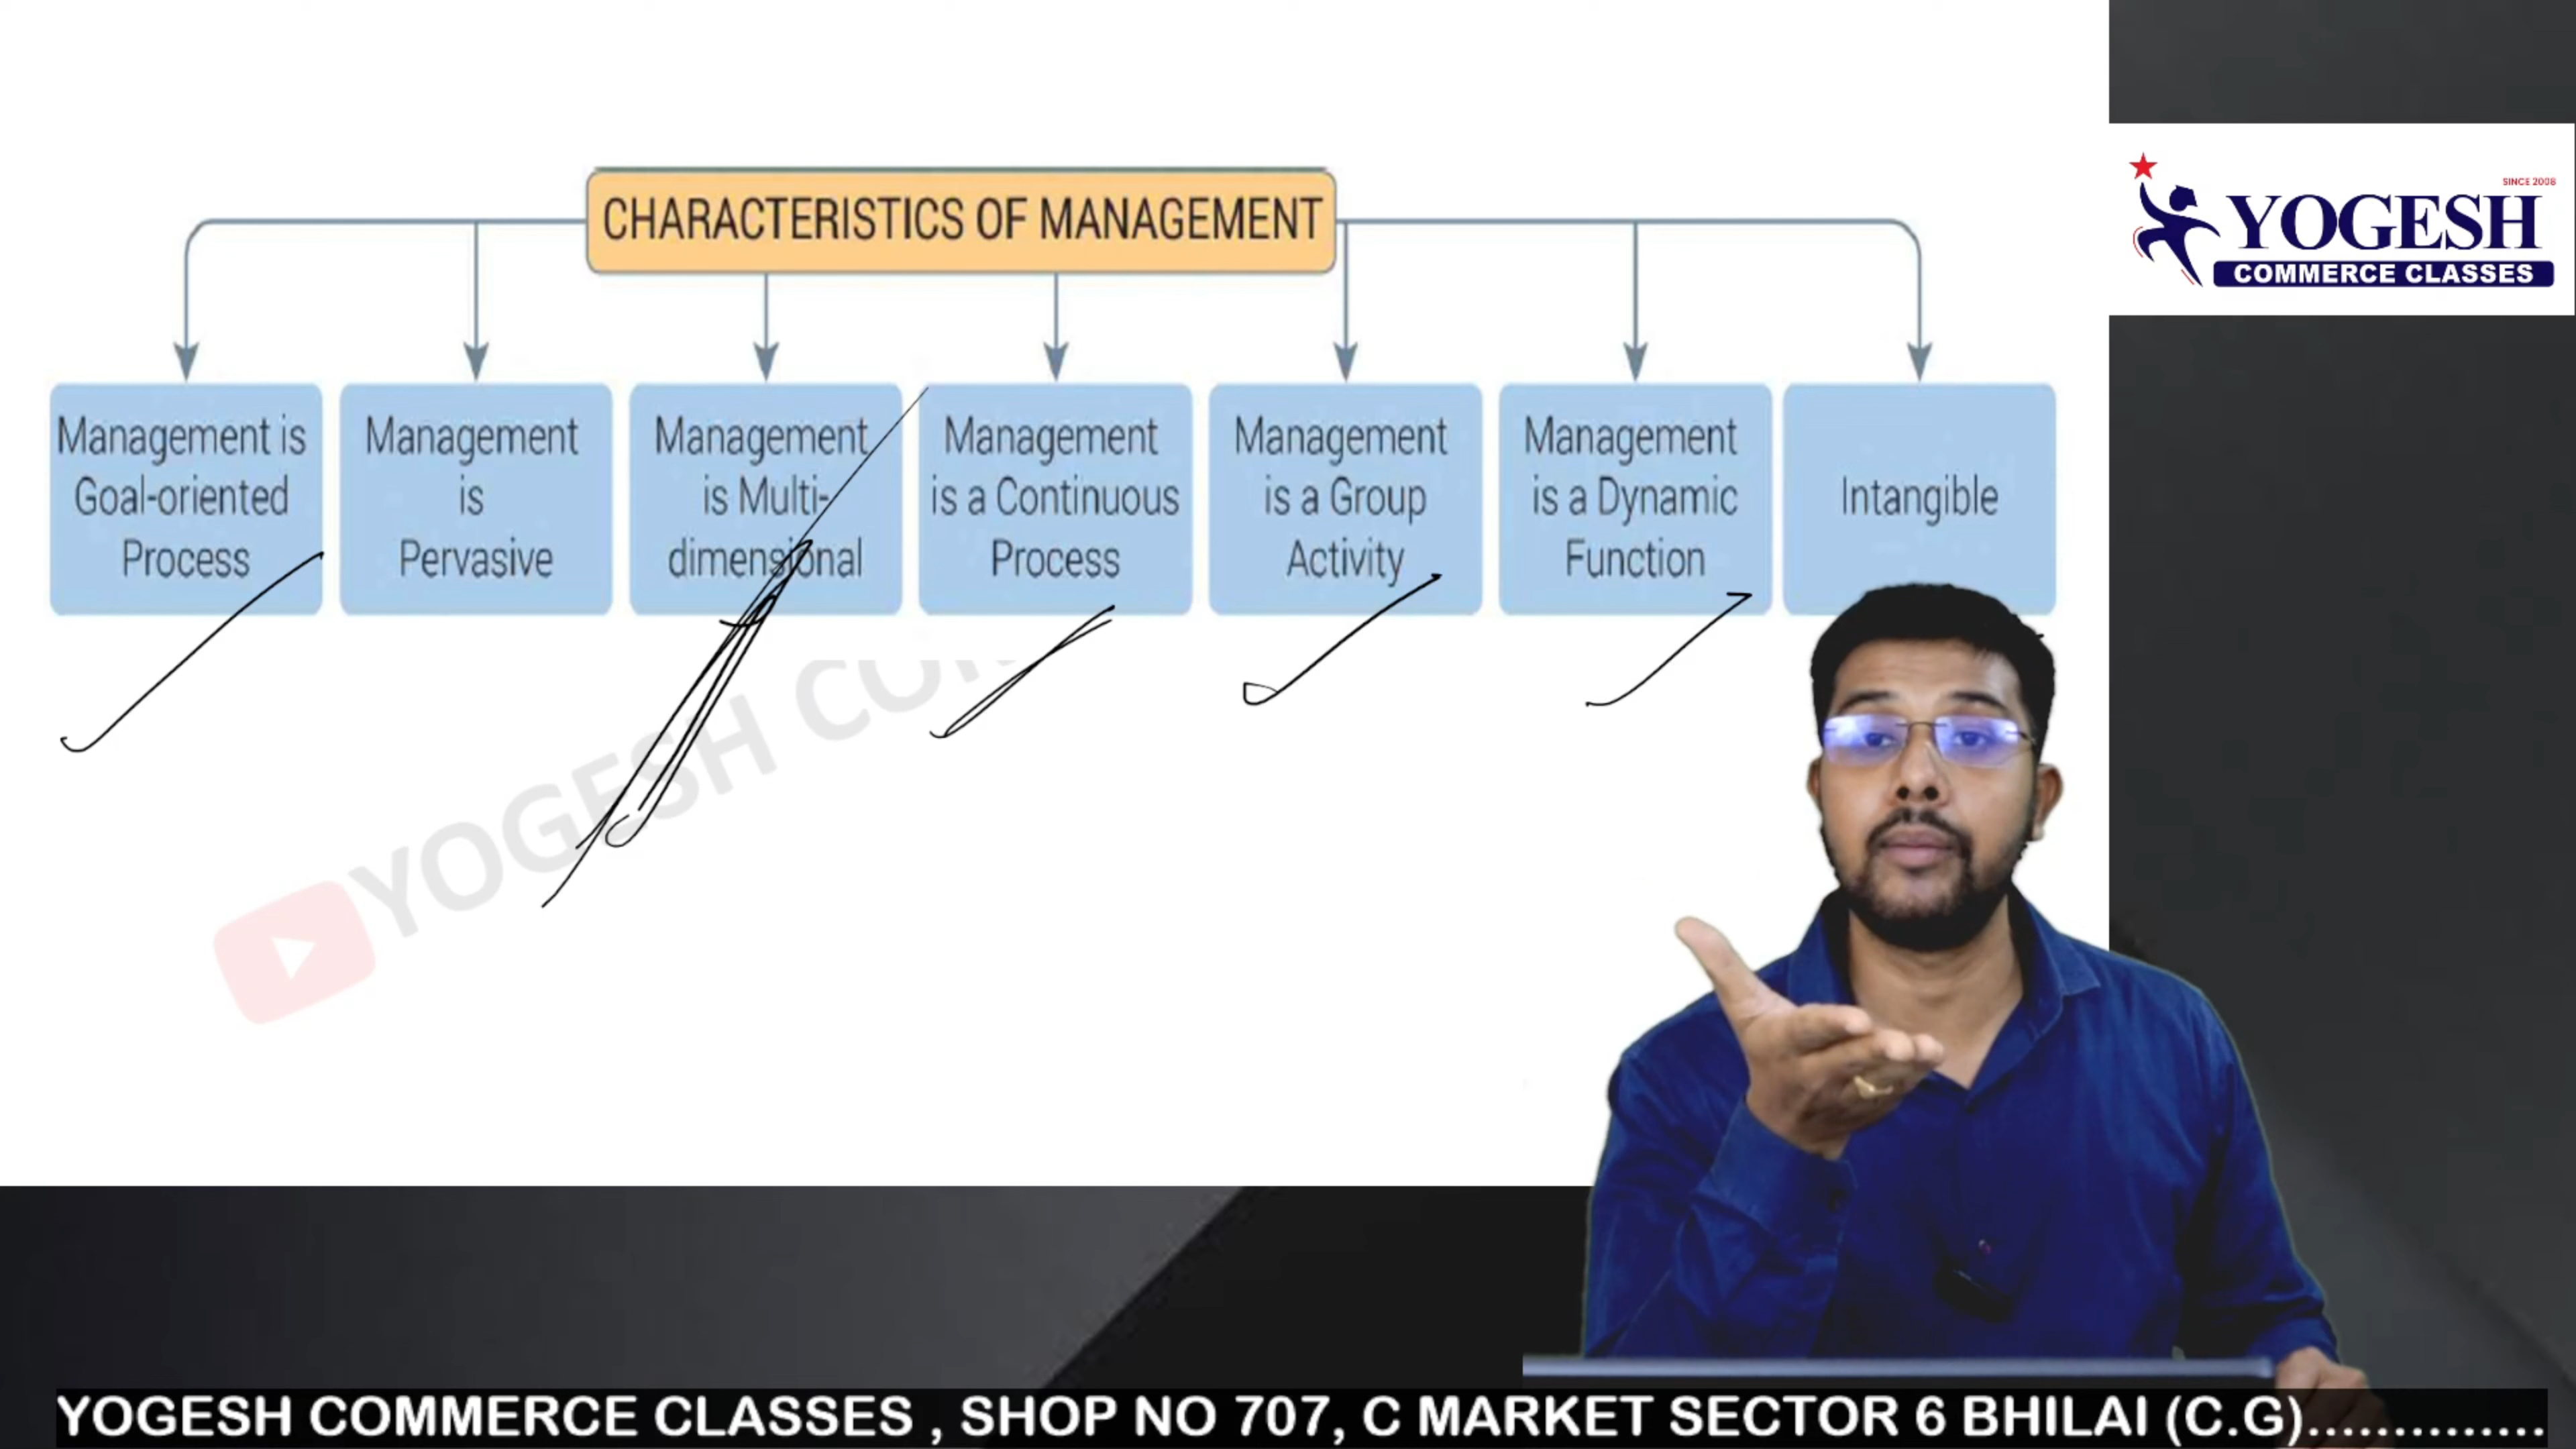 SINCE 2008
YOGESH
COMMERCE CLASSES
CHARACTERISTICS OF MANAGEMENT
Management is
Goal-oriented
Process
Management
is
Pervasive
Management
is Multi-
dimensional
Management
is a Continuous
Process
Management
is a Group
Activity
Management
is a Dynamic
Function
Intangible
YOGESH
YOGESH COMMERCE CLASSES , SHOP NO 707, C MARKET SECTOR 6 BHILAI (C.G)..............